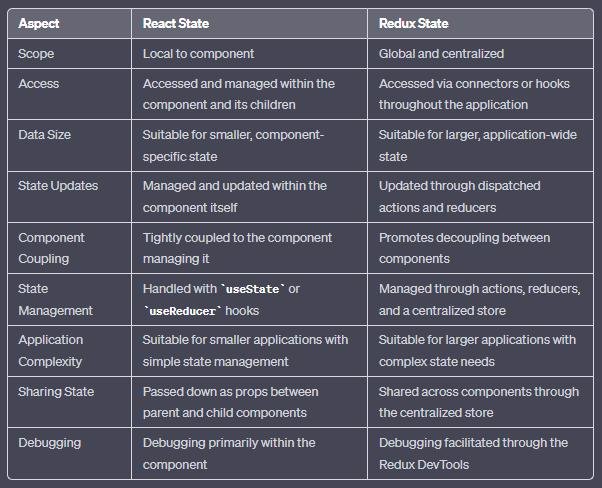 Aspect React State Redux State
Scope Local to component Global and centralized
Access Accessed and managed within the Accessed via connectors or hooks
component and its children throughout the application
Data Size Suitable for smaller, component- Suitable for larger, application-wide
specific state state
State Updates Managed and updated within the Updated through dispatched
component itself actions and reducers
Component Tightly coupled to the component Promotes decoupling between
Coupling managing it components
State Handled with `useState` or Managed through actions, reducers,
Management `useReducer` hooks and a centralized store
Application Suitable for smaller applications with Suitable for larger applications with
Complexity simple state management complex state needs
Sharing State Passed down as props between Shared across components through
parent and child components the centralized store
Debugging Debugging primarily within the Debugging facilitated through the
component Redux DevTools